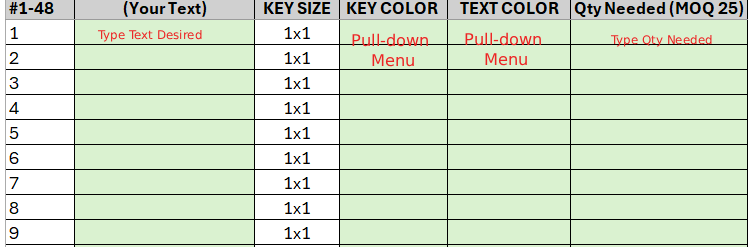 #1-48 (Your Text) KEY SIZE KEY COLOR TEXT COLOR Qty Needed (MOQ 25)
1 Type Text Desired 1x1 Pull-down Pull-down Type Qty Needed
2 1x1 Menu Menu
3 1x1
4 1x1
5 1x1
6 1x1
7 1x1
8 1x1
9 1x1